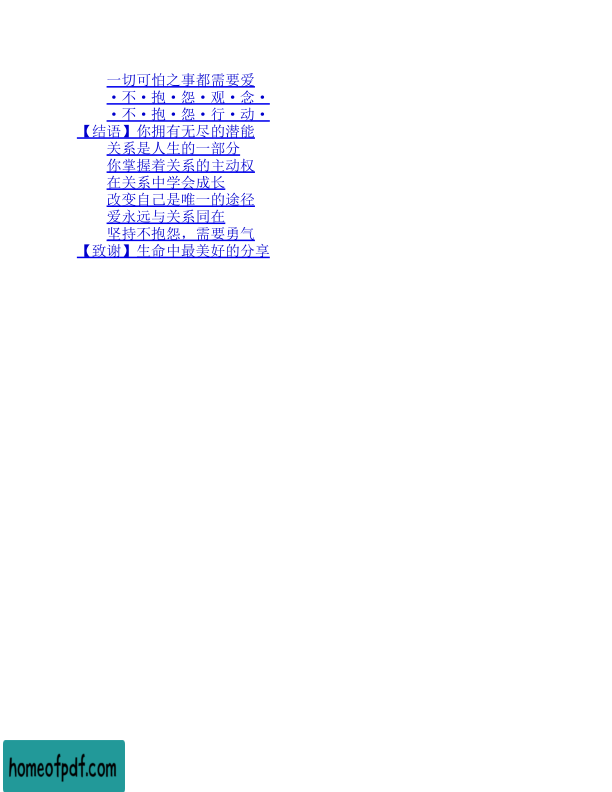 一切可怕之事都需要爱
·不·抱·怨·观·念·
·不·抱·怨·行·动·
【结语】你拥有无尽的潜能
关系是人生的一部分
你掌握着关系的主动权
在关系中学会成长
改变自己是唯一的途径
爱永远与关系同在
坚持不抱怨，需要勇气
【致谢】生命中最美好的分享
homeofpdf.com